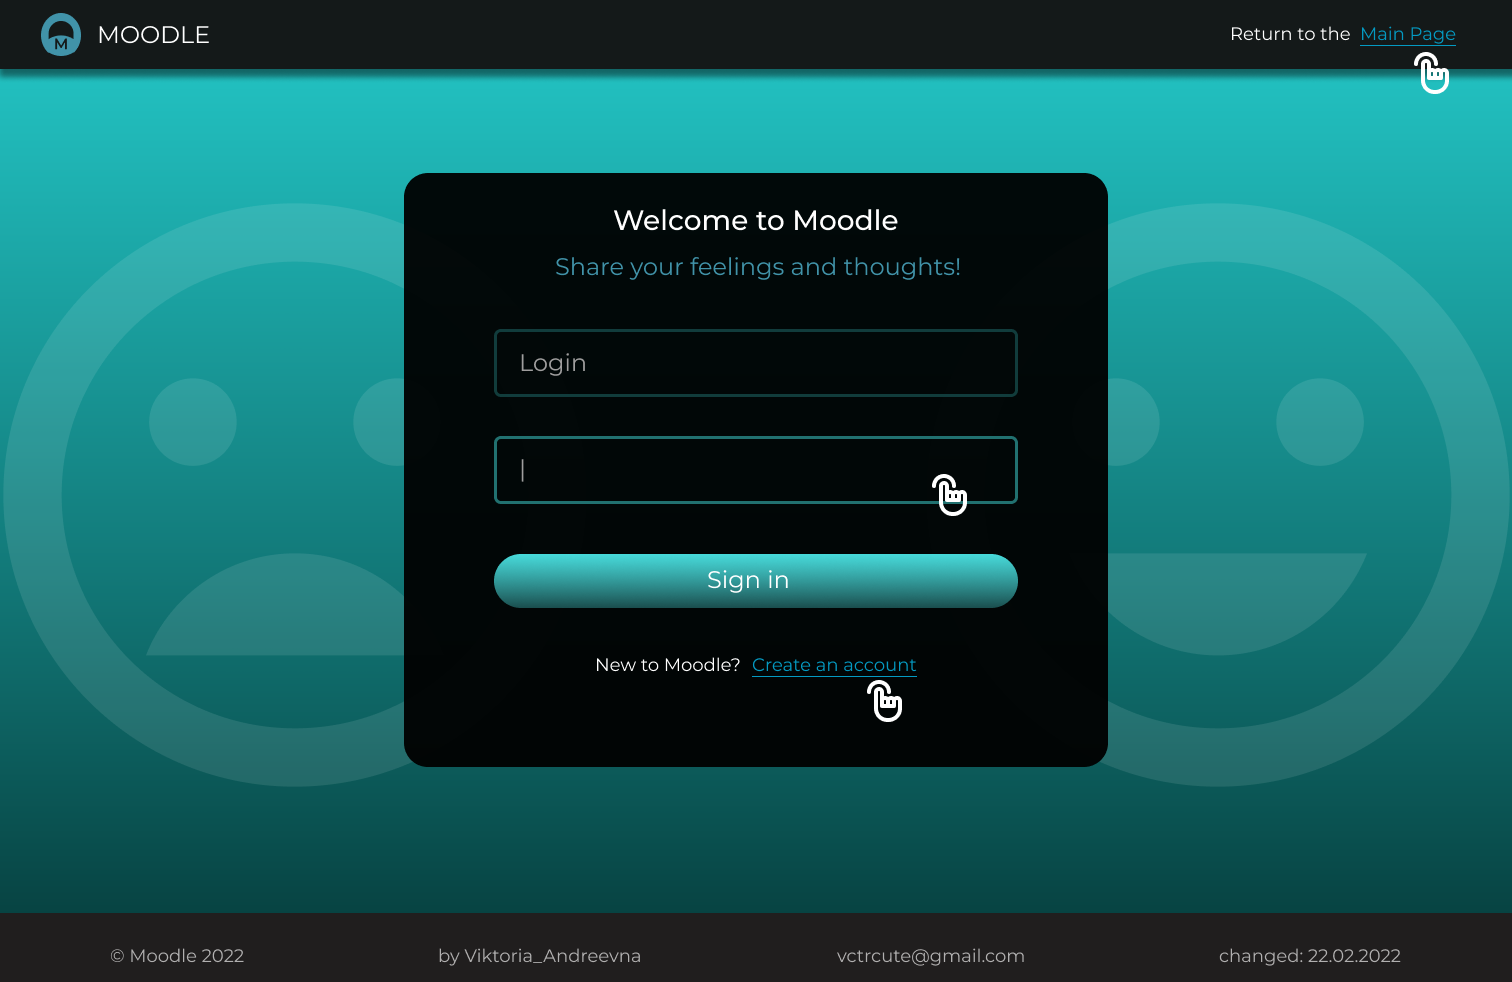 M
MOODLE
Return to the Main Page
Welcome to Moodle
Share your feelings and thoughts!
Login
Sign in
New to Moodle? Create an account
© Moodle 2022
by Viktoria_Andreevna
vctrcute@gmail.com
changed: 22.02.2022